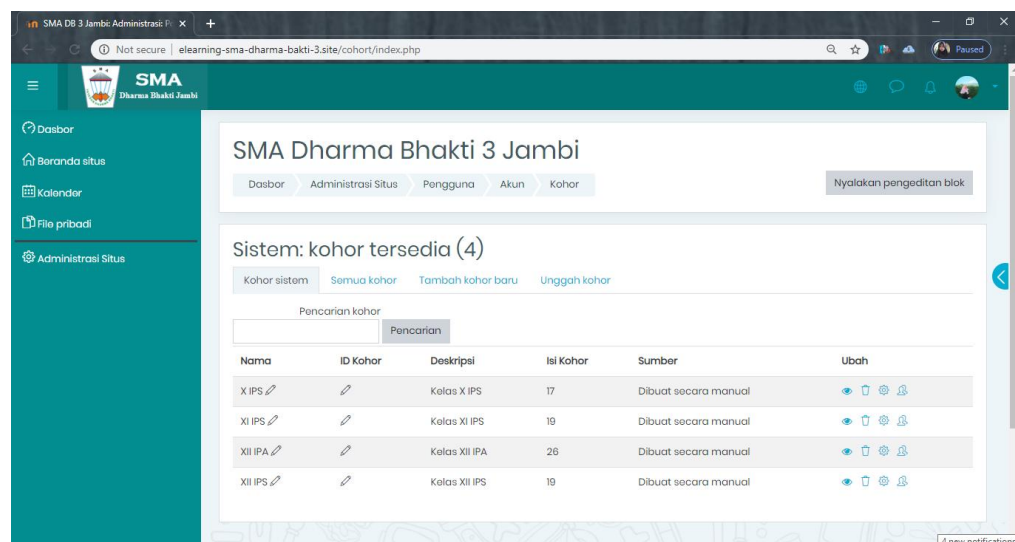 SMA DB 3 Jambi: Administrasi: P
Not secure | elearning-sma-dharma-bakti-3.site/cohort/index.php
Paused
SMA
Dharma Bhakti Jambi
Dasbor
Beranda situs
Kalender
File pribadi
Administrasi Situs
SMA Dharma Bhakti 3 Jambi
Dasbor Administrasi Situs Pengguna Akun Kohor
Nyalakan pengeditan blok
Sistem: kohor tersedia (4)
Kohor sistem Semua kohor Tambah kohor baru Unggah kohor
Pencarian kohor
Pencarian
Nama ID Kohor Deskripsi Isi Kohor Sumber Ubah
X IPS Kelas X IPS 17 Dibuat secara manual
XI IPS Kelas XI IPS 19 Dibuat secara manual
XII IPA Kelas XII IPA 26 Dibuat secara manual
XII IPS Kelas XII IPS 19 Dibuat secara manual
new notifications